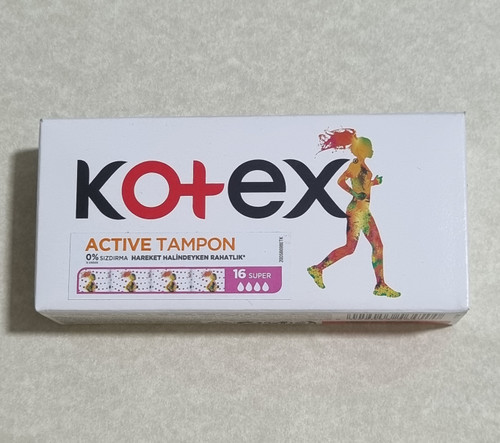 Kotex
ACTIVE TAMPON
0% SIZDIRMA HAREKET HALİNDEYKEN RAHATLIK*
16 SUPER